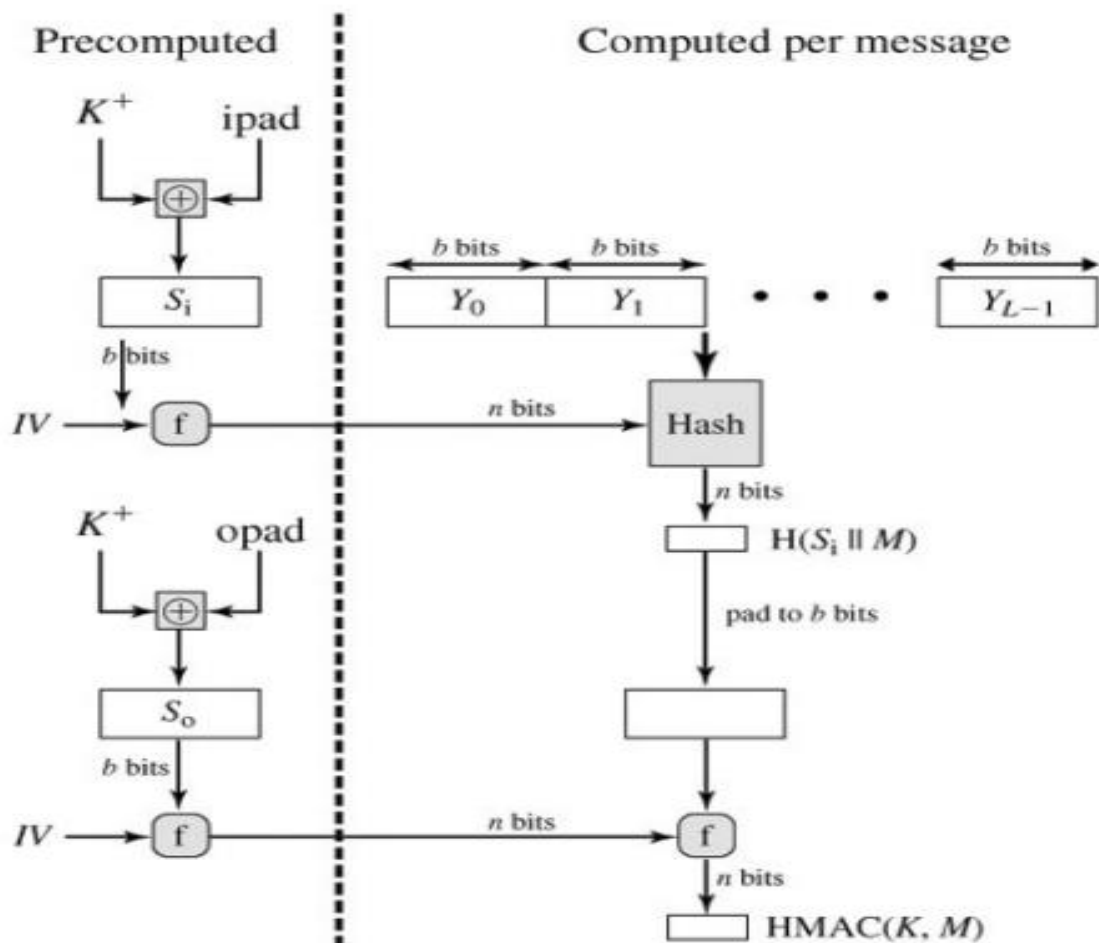 Precomputed
Computed per message
K⁺
ipad
⊕
Sᵢ
b bits
b bits
b bits
Y₀
Y₁
• • •
Y_{L−1}
b bits
IV
f
n bits
Hash
n bits
H(Sᵢ || M)
K⁺
opad
⊕
pad to b bits
Sₒ
b bits
IV
f
n bits
f
n bits
HMAC(K, M)